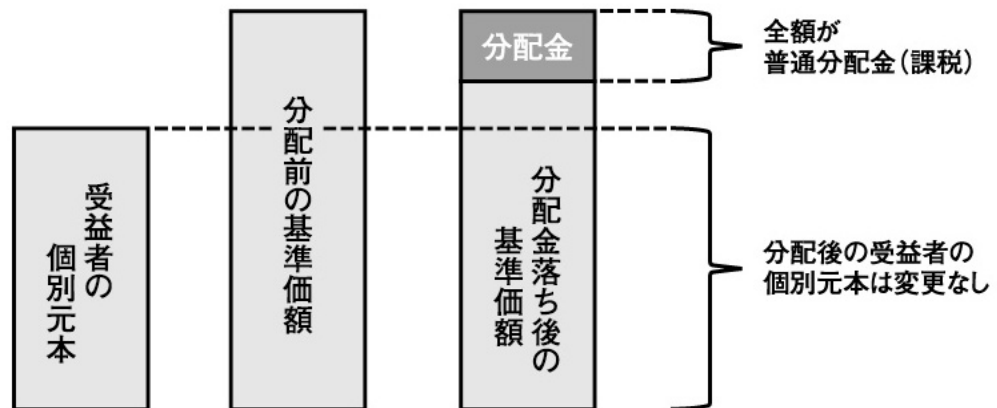 受益者の
個別元本
分配前の基準価額
分配金
分配金落ち後の
基準価額
全額が
普通分配金（課税）
分配後の受益者の
個別元本は変更なし